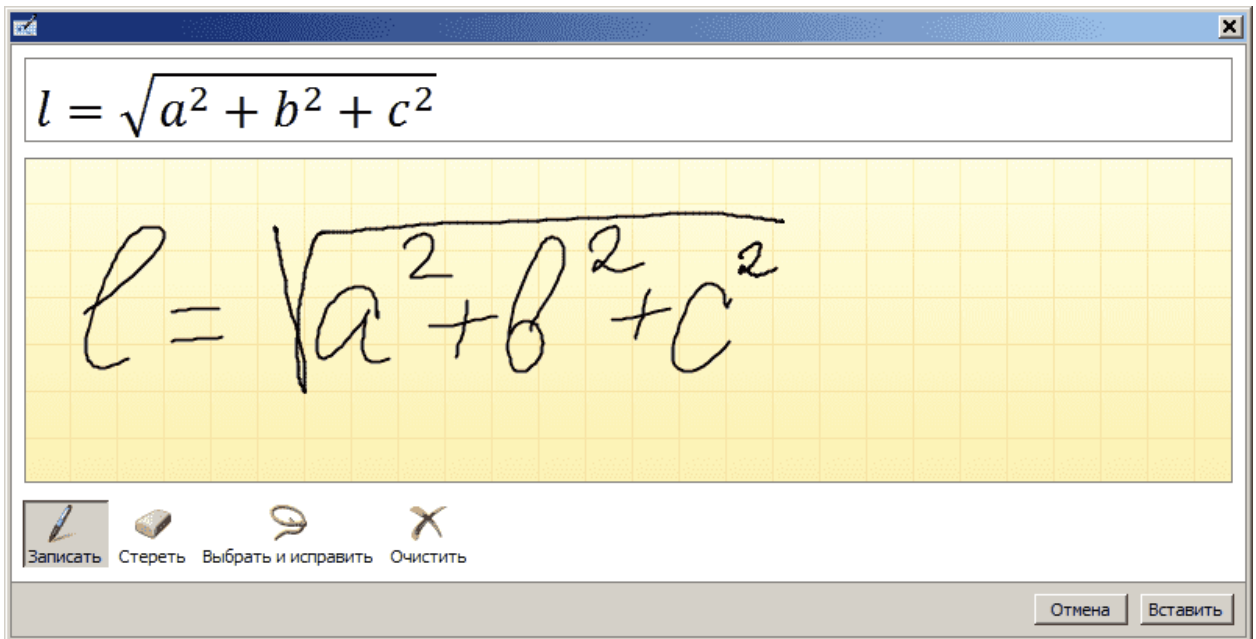 l = √(a² + b² + c²)
l = √(a² + b² + c²)
Записать Стереть Выбрать и исправить Очистить
Отмена Вставить